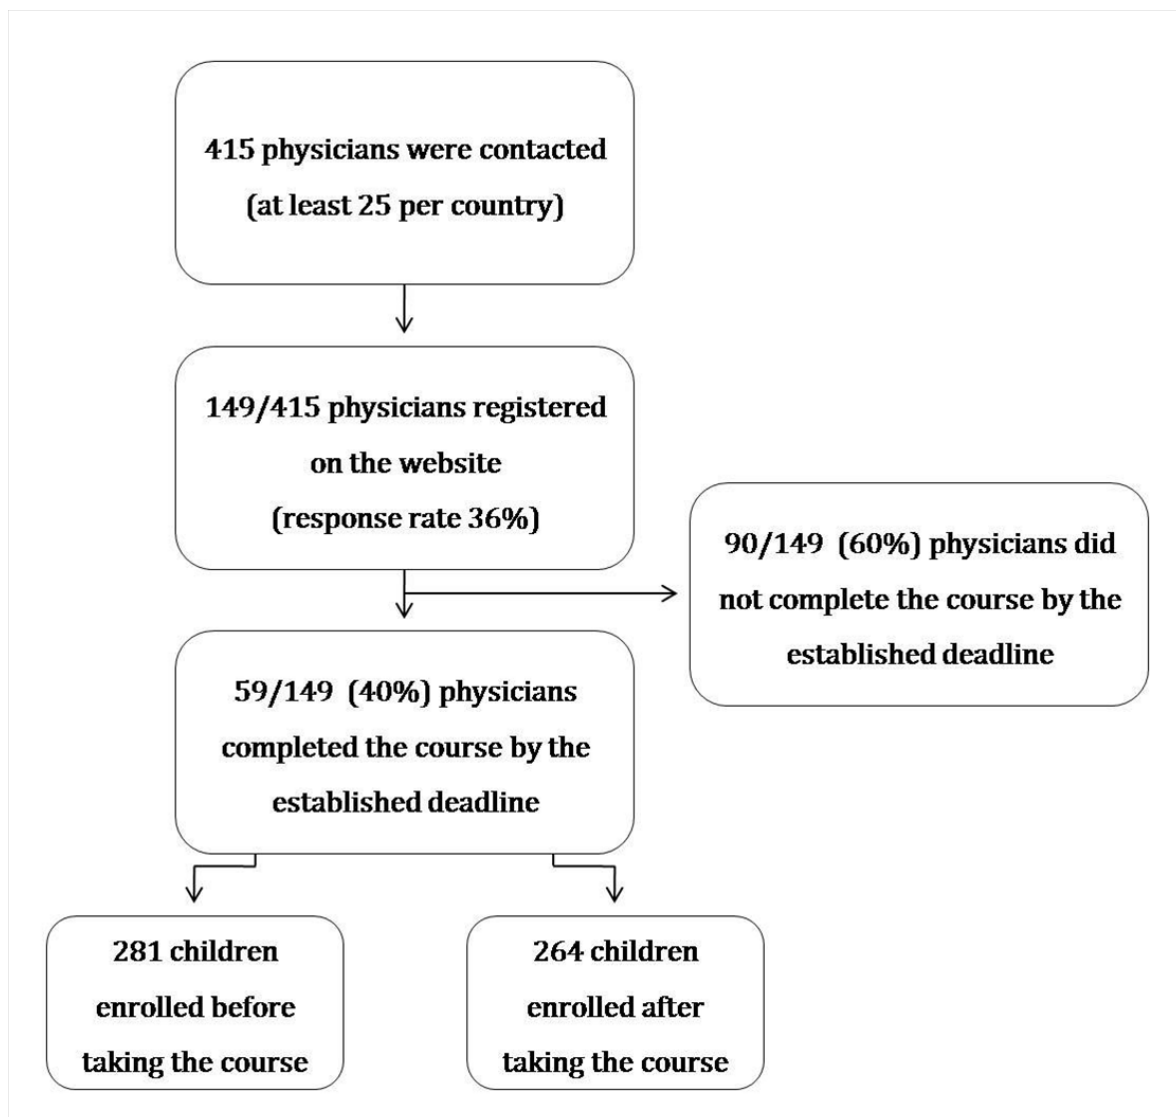 415 physicians were contacted
(at least 25 per country)
149/415 physicians registered
on the website
(response rate 36%)
90/149 (60%) physicians did
not complete the course by the
established deadline
59/149 (40%) physicians
completed the course by the
established deadline
281 children
enrolled before
taking the course
264 children
enrolled after
taking the course